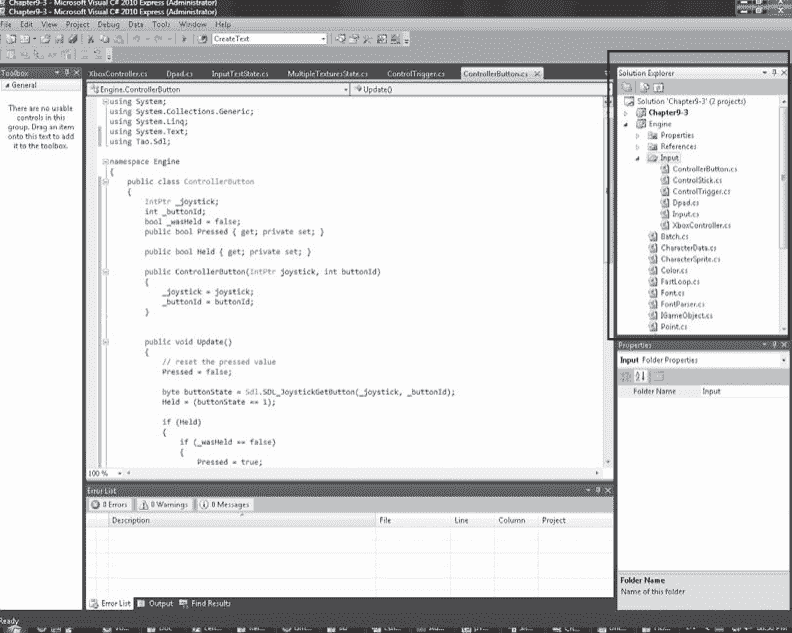 Chapter9-3 - Microsoft Visual C# 2010 Express (Administrator)
Chapter9-3 - Microsoft Visual C# 2010 Express (Administrator)
File Edit View Project Debug Data Tools Window Help
CreateText
Toolbox
General
There are no usable
controls in this
group. Drag an item
onto this text to add
it to the toolbox.
XboxController.cs Dpad.cs InputTestState.cs MultipleTexturesState.cs ControlTrigger.cs ControllerButton.cs
Engine.ControllerButton Update()
using System;
using System.Collections.Generic;
using System.Linq;
using System.Text;
using Tao.Sdl;
namespace Engine
{
public class ControllerButton
{
IntPtr _joystick;
int _buttonId;
bool _wasHeld = false;
public bool Pressed { get; private set; }
public bool Held { get; private set; }
public ControllerButton(IntPtr joystick, int buttonId)
{
_joystick = joystick;
_buttonId = buttonId;
}
public void Update()
{
// reset the pressed value
Pressed = false;
byte buttonState = Sdl.SDL_JoystickGetButton(_joystick, _buttonId);
Held = (buttonState == 1);
if (Held)
{
if (_wasHeld == false)
{
Pressed = true;
100 %
Solution Explorer
Solution 'Chapter9-3' (2 projects)
Chapter9-3
Engine
Properties
References
Input
ControllerButton.cs
ControlStick.cs
ControlTrigger.cs
Dpad.cs
Input.cs
XboxController.cs
Batch.cs
CharacterData.cs
CharacterSprite.cs
Color.cs
FastLoop.cs
Font.cs
FontParser.cs
IGameObject.cs
Point.cs
Properties
Input Folder Properties
Folder Name Input
Folder Name
Name of this folder
Error List
0 Errors 0 Warnings 0 Messages
Description File Line Column Project
Error List Output Find Results
Ready